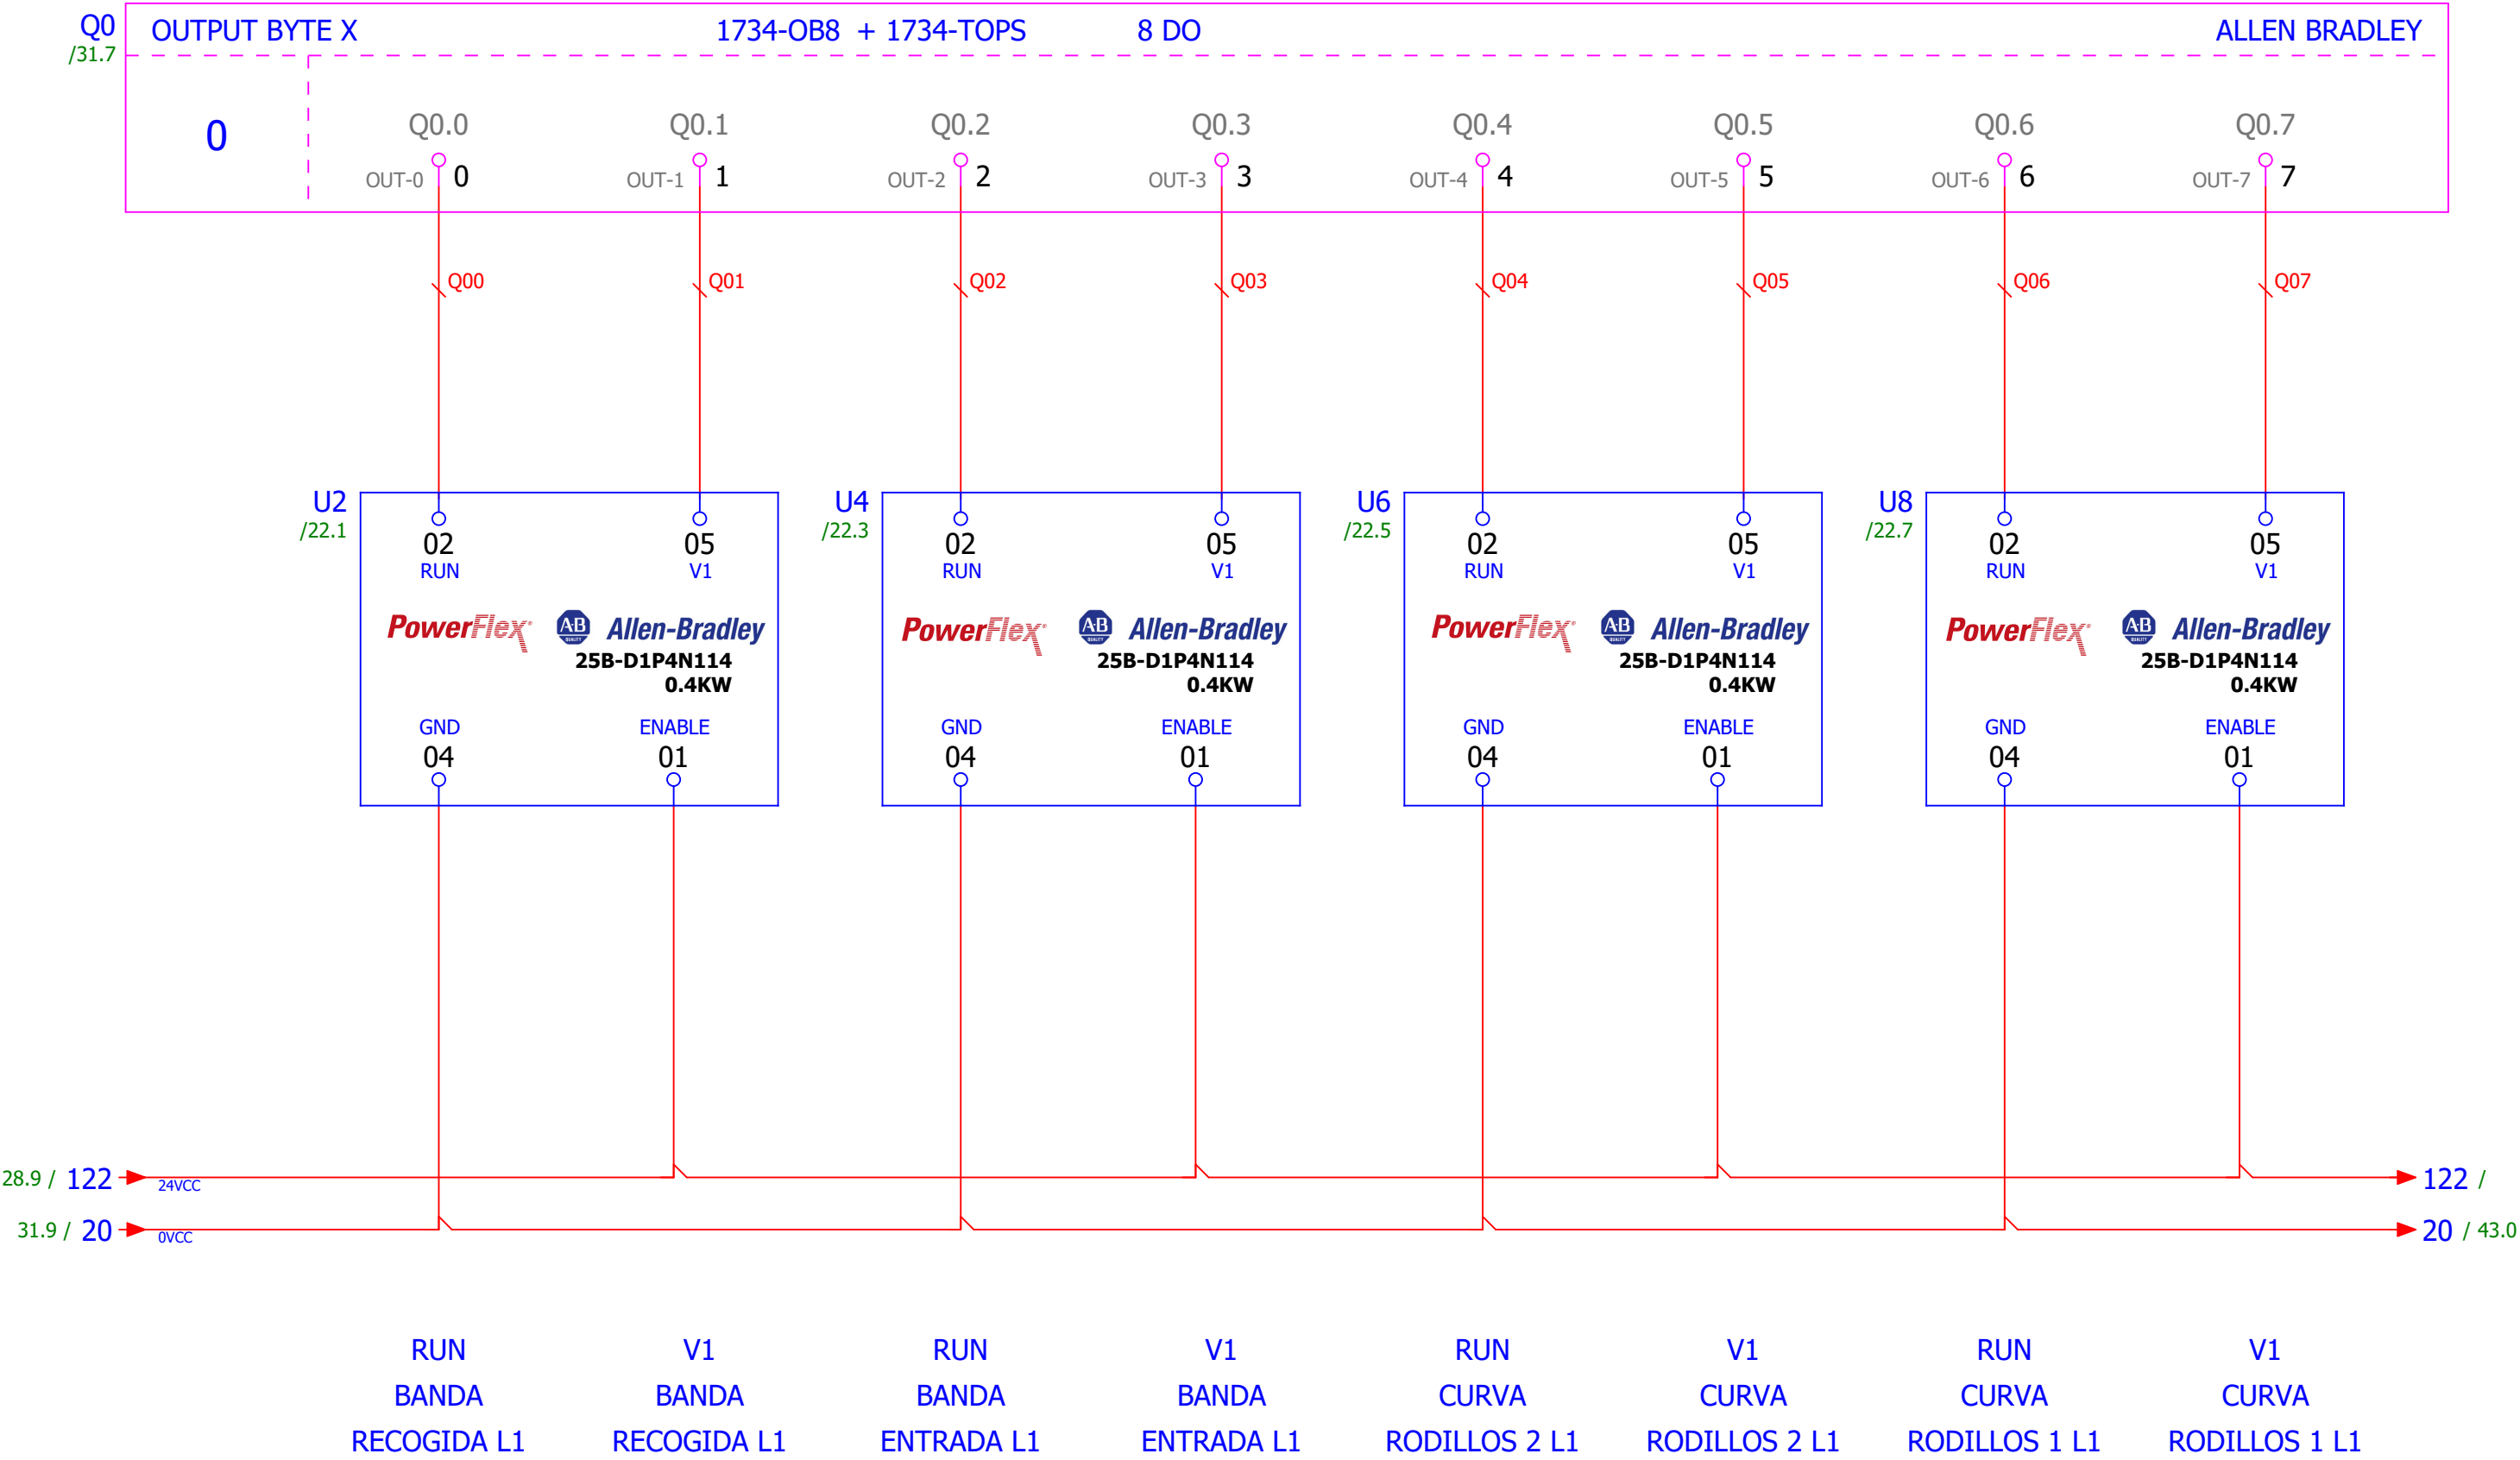 Q0 OUTPUT BYTE X 1734-OB8 + 1734-TOPS 8 DO ALLEN BRADLEY
/31.7
0 Q0.0 Q0.1 Q0.2 Q0.3 Q0.4 Q0.5 Q0.6 Q0.7
OUT-0 0 OUT-1 1 OUT-2 2 OUT-3 3 OUT-4 4 OUT-5 5 OUT-6 6 OUT-7 7
Q00 Q01 Q02 Q03 Q04 Q05 Q06 Q07
U2 U4 U6 U8
/22.1 /22.3 /22.5 /22.7
02 05 02 05 02 05 02 05
RUN V1 RUN V1 RUN V1 RUN V1
PowerFlex A·B QUALITY Allen-Bradley PowerFlex A·B QUALITY Allen-Bradley PowerFlex A·B QUALITY Allen-Bradley PowerFlex A·B QUALITY Allen-Bradley
25B-D1P4N114 25B-D1P4N114 25B-D1P4N114 25B-D1P4N114
0.4KW 0.4KW 0.4KW 0.4KW
GND ENABLE GND ENABLE GND ENABLE GND ENABLE
04 01 04 01 04 01 04 01
28.9 / 122 24VCC 122 /
31.9 / 20 0VCC 20 / 43.0
RUN V1 RUN V1 RUN V1 RUN V1
BANDA BANDA BANDA BANDA CURVA CURVA CURVA CURVA
RECOGIDA L1 RECOGIDA L1 ENTRADA L1 ENTRADA L1 RODILLOS 2 L1 RODILLOS 2 L1 RODILLOS 1 L1 RODILLOS 1 L1